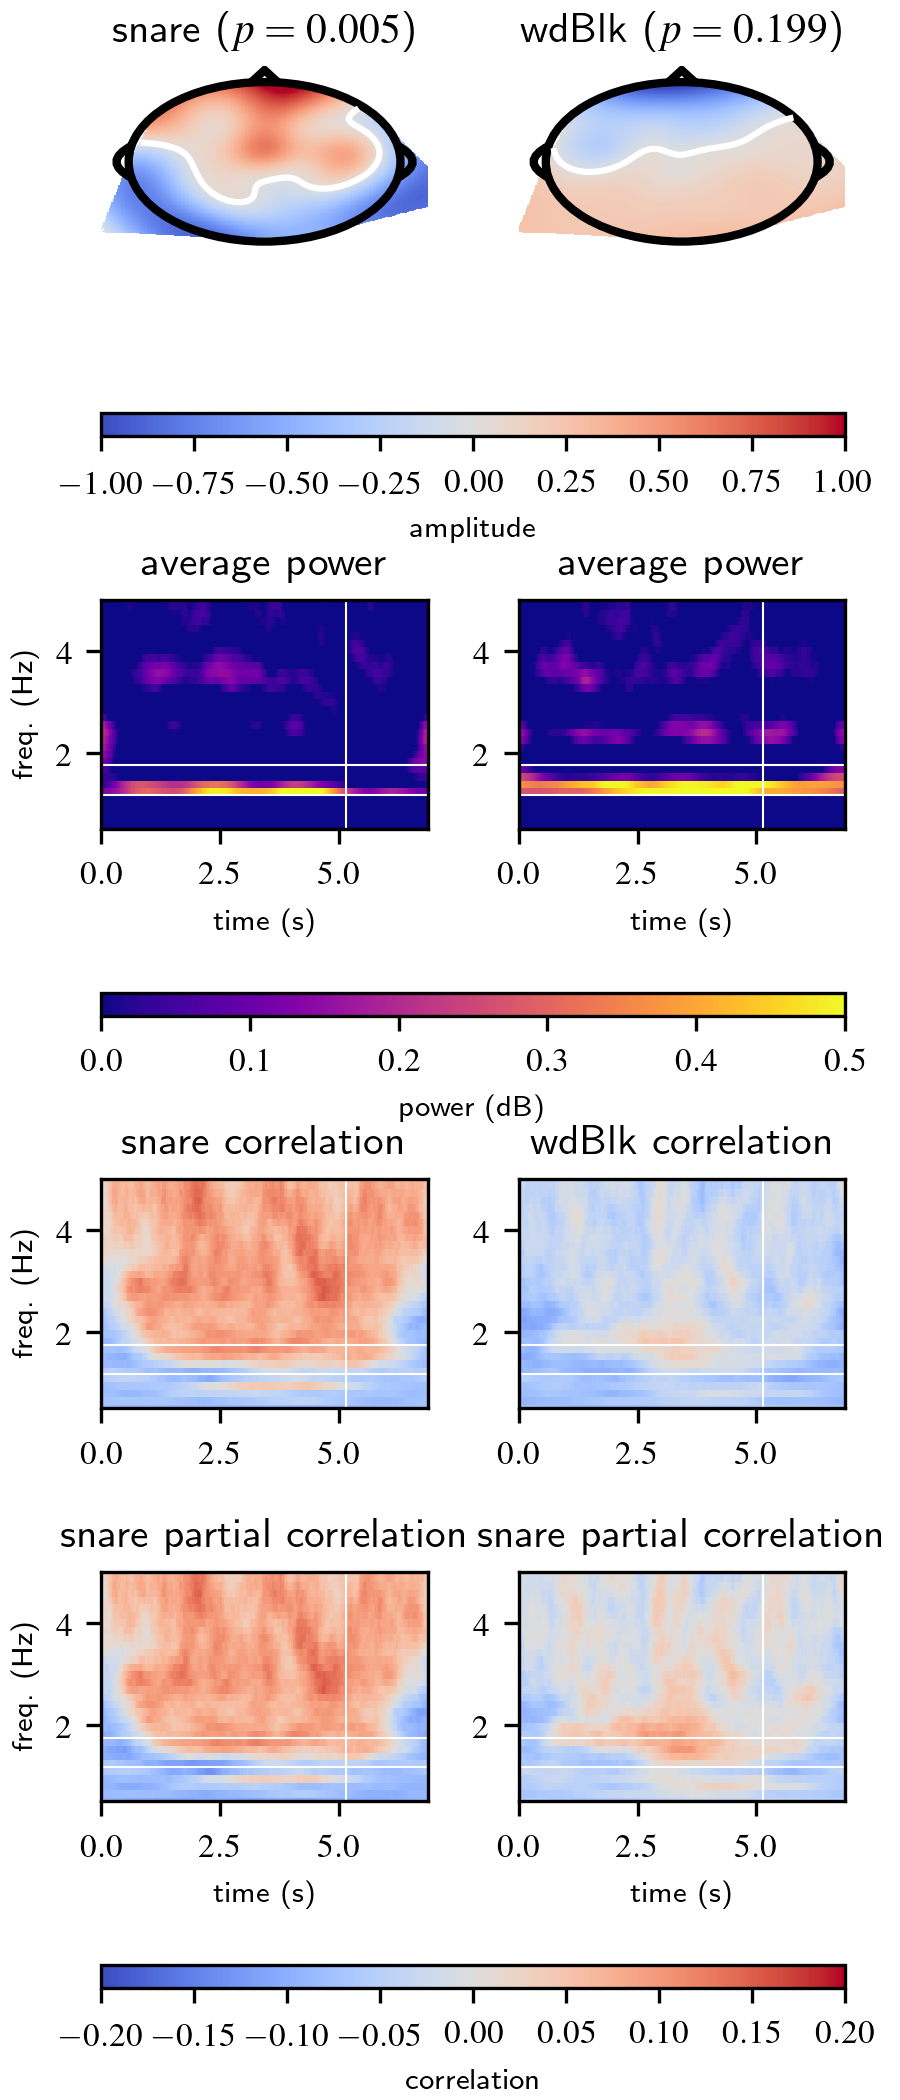 snare (p = 0.005) wdBlk (p = 0.199)
−1.00 −0.75 −0.50 −0.25 0.00 0.25 0.50 0.75 1.00
amplitude
average power average power
freq. (Hz)
4 4
2 2
0.0 2.5 5.0 0.0 2.5 5.0
time (s) time (s)
0.0 0.1 0.2 0.3 0.4 0.5
power (dB)
snare correlation wdBlk correlation
freq. (Hz)
4 4
2 2
0.0 2.5 5.0 0.0 2.5 5.0
snare partial correlation snare partial correlation
freq. (Hz)
4 4
2 2
0.0 2.5 5.0 0.0 2.5 5.0
time (s) time (s)
−0.20 −0.15 −0.10 −0.05 0.00 0.05 0.10 0.15 0.20
correlation